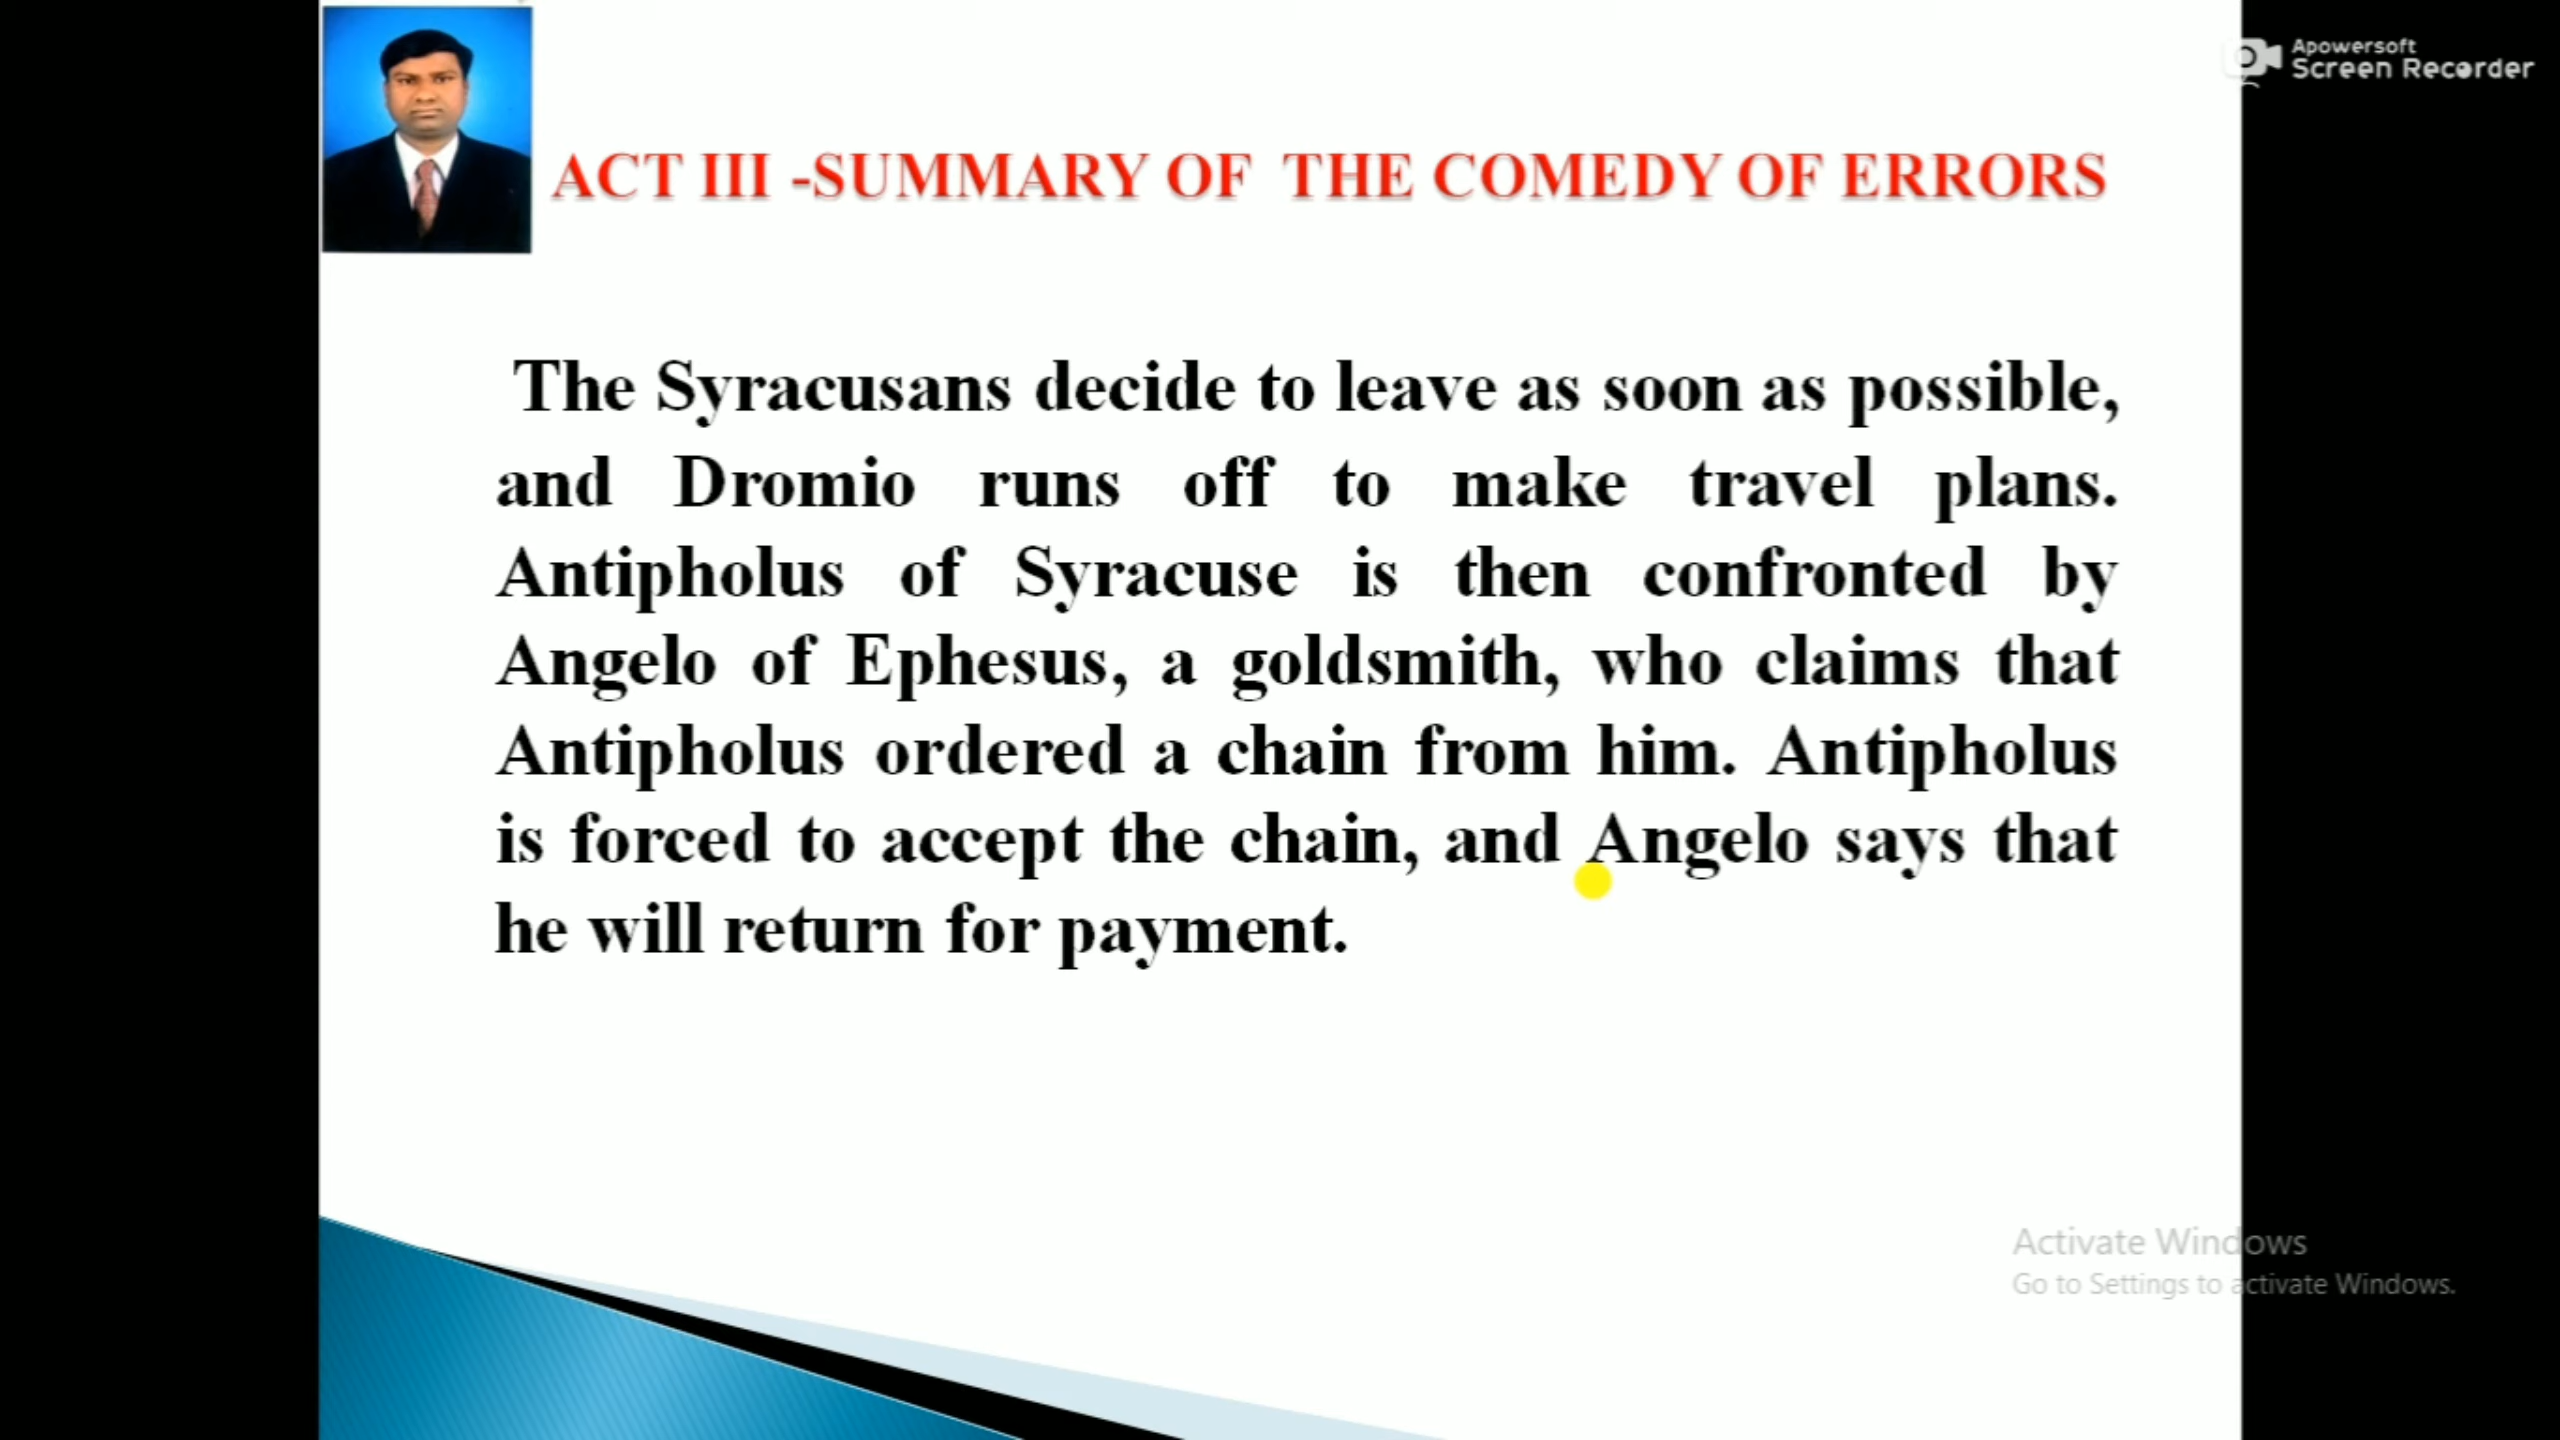 Apowersoft
Screen Recorder
ACT III -SUMMARY OF THE COMEDY OF ERRORS
The Syracusans decide to leave as soon as possible,
and Dromio runs off to make travel plans.
Antipholus of Syracuse is then confronted by
Angelo of Ephesus, a goldsmith, who claims that
Antipholus ordered a chain from him. Antipholus
is forced to accept the chain, and Angelo says that
he will return for payment.
Activate Windows
Go to Settings to activate Windows.